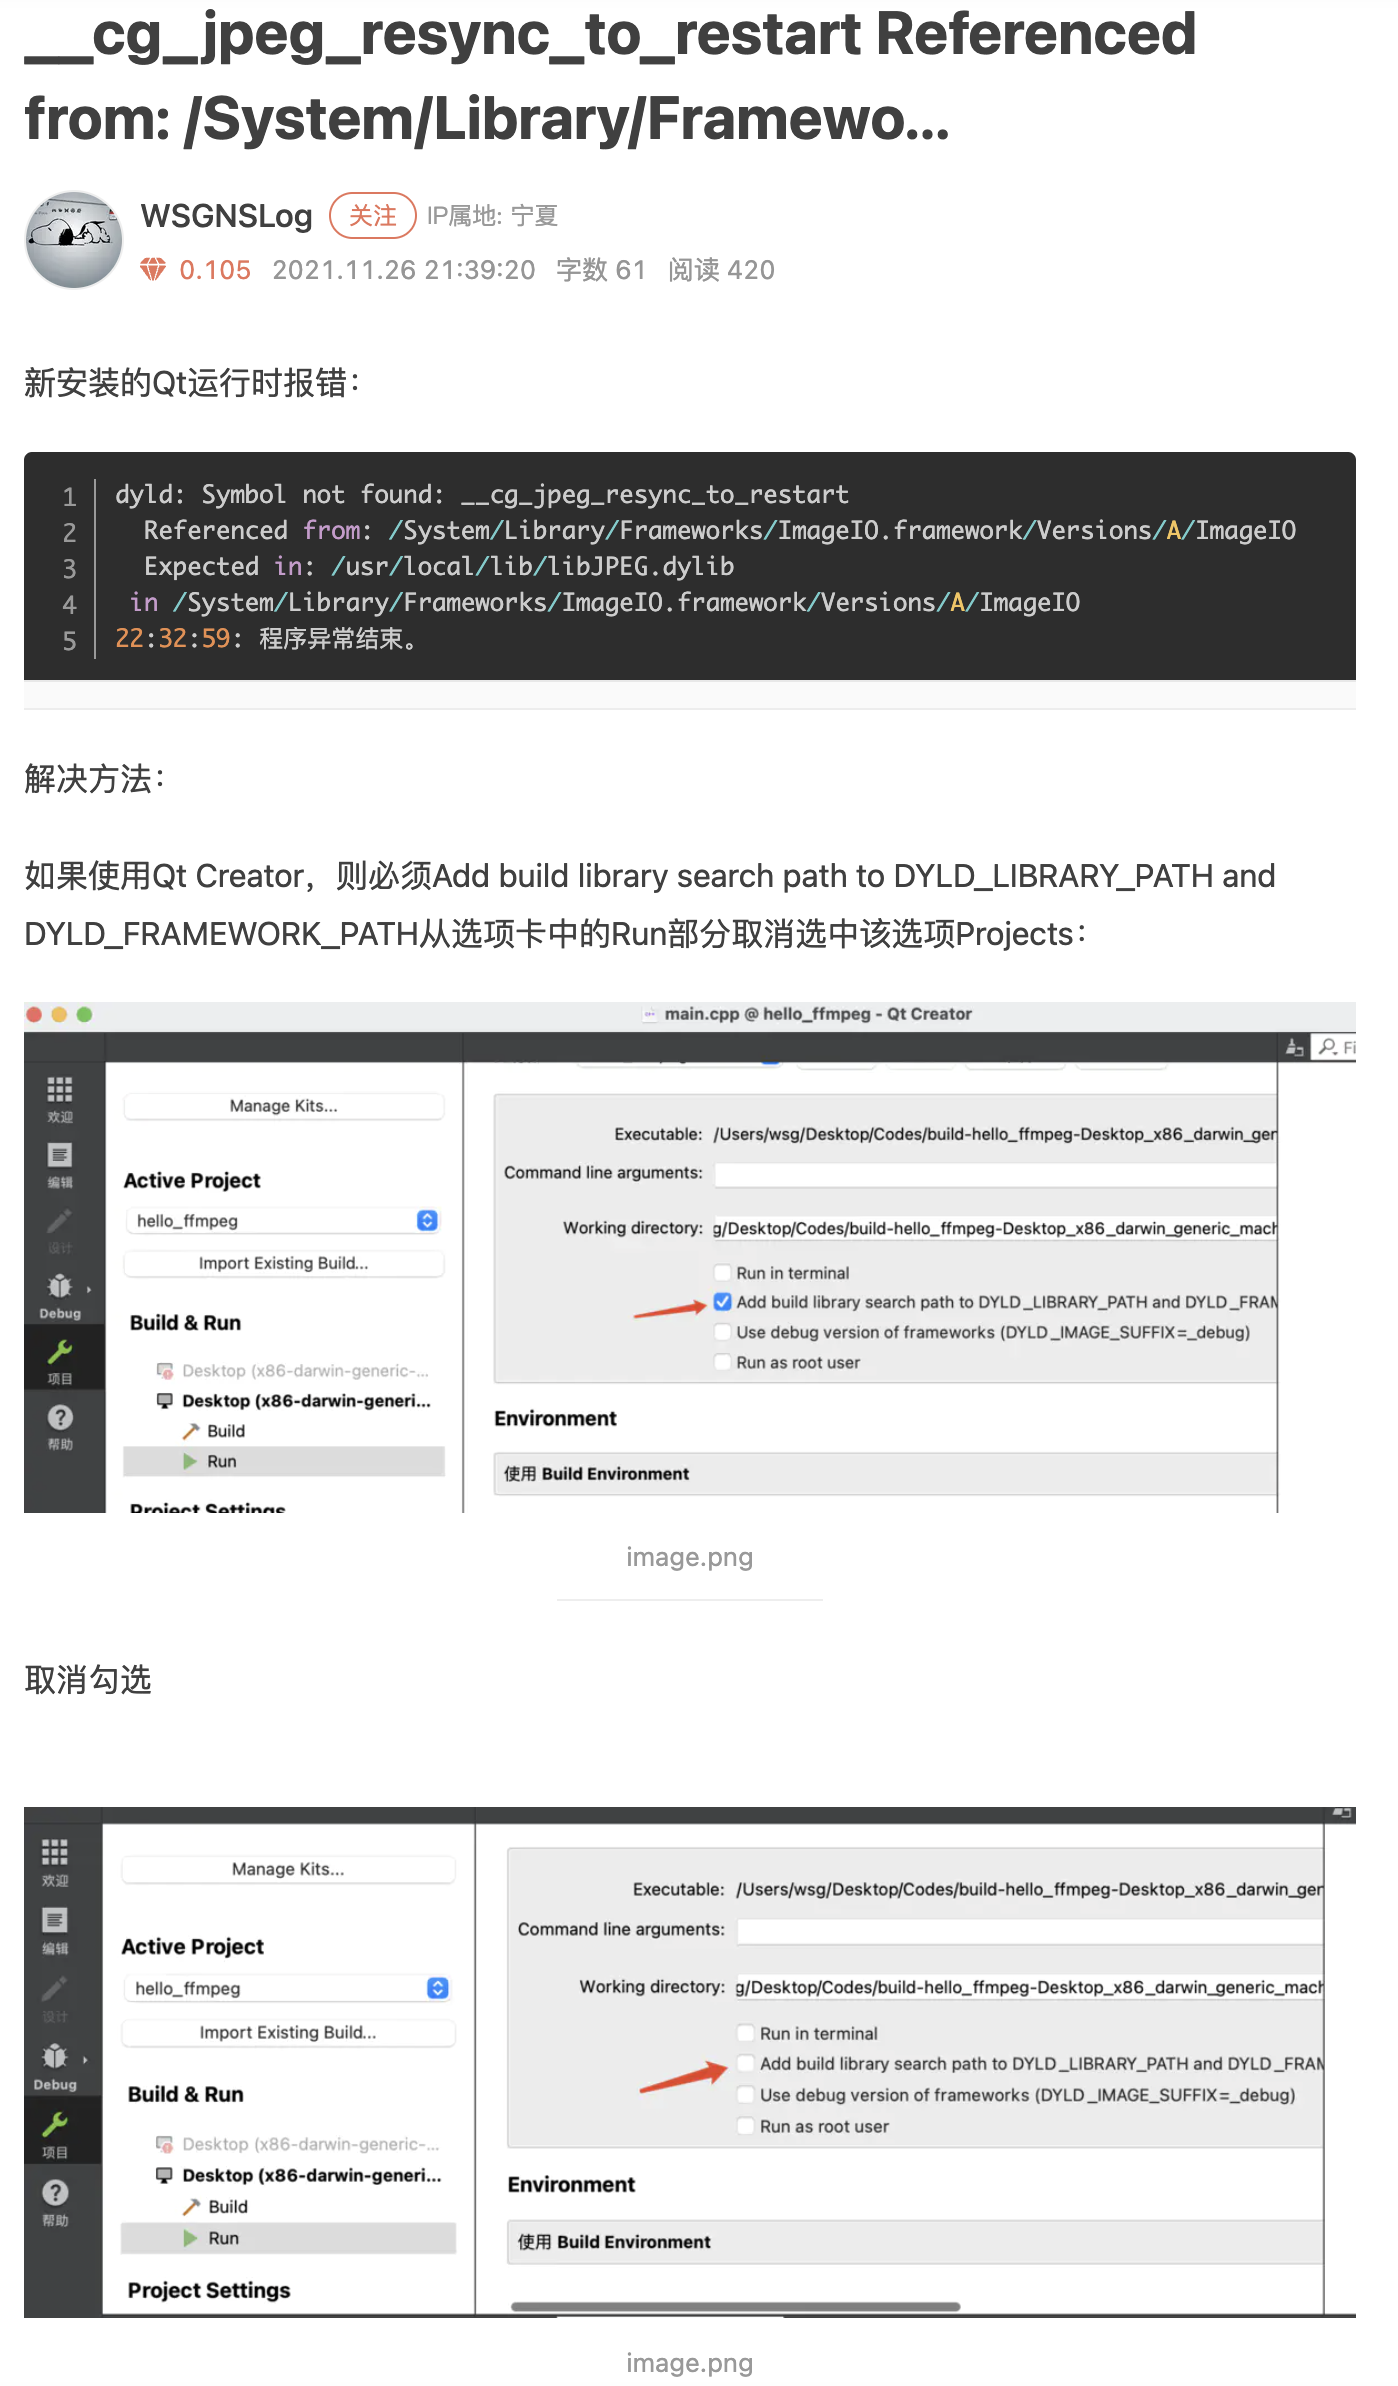 __cg_jpeg_resync_to_restart Referenced
from: /System/Library/Framewo...
WSGNSLog 关注 IP属地: 宁夏
0.105 2021.11.26 21:39:20 字数 61 阅读 420
新安装的Qt运行时报错：
1 dyld: Symbol not found: __cg_jpeg_resync_to_restart
2 Referenced from: /System/Library/Frameworks/ImageIO.framework/Versions/A/ImageIO
3 Expected in: /usr/local/lib/libJPEG.dylib
4 in /System/Library/Frameworks/ImageIO.framework/Versions/A/ImageIO
5 22:32:59: 程序异常结束。
解决方法：
如果使用Qt Creator，则必须Add build library search path to DYLD_LIBRARY_PATH and
DYLD_FRAMEWORK_PATH从选项卡中的Run部分取消选中该选项Projects：
main.cpp @ hello_ffmpeg - Qt Creator
Fi
欢迎
编辑
设计
Debug
项目
帮助
Manage Kits...
Active Project
hello_ffmpeg
Import Existing Build...
Build & Run
Desktop (x86-darwin-generic-...
Desktop (x86-darwin-generi...
Build
Run
Project Settings
Executable: /Users/wsg/Desktop/Codes/build-hello_ffmpeg-Desktop_x86_darwin_ger
Command line arguments:
Working directory: g/Desktop/Codes/build-hello_ffmpeg-Desktop_x86_darwin_generic_mach
Run in terminal
Add build library search path to DYLD_LIBRARY_PATH and DYLD_FRAM
Use debug version of frameworks (DYLD_IMAGE_SUFFIX=_debug)
Run as root user
Environment
使用 Build Environment
image.png
取消勾选
欢迎
编辑
设计
Debug
项目
帮助
Manage Kits...
Active Project
hello_ffmpeg
Import Existing Build...
Build & Run
Desktop (x86-darwin-generic-...
Desktop (x86-darwin-generi...
Build
Run
Project Settings
Executable: /Users/wsg/Desktop/Codes/build-hello_ffmpeg-Desktop_x86_darwin_ger
Command line arguments:
Working directory: g/Desktop/Codes/build-hello_ffmpeg-Desktop_x86_darwin_generic_mach
Run in terminal
Add build library search path to DYLD_LIBRARY_PATH and DYLD_FRAM
Use debug version of frameworks (DYLD_IMAGE_SUFFIX=_debug)
Run as root user
Environment
使用 Build Environment
image.png